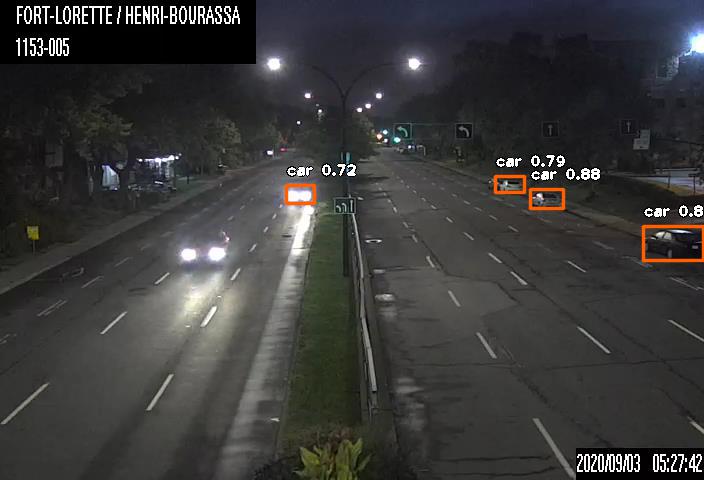 FORT-LORETTE / HENRI-BOURASSA
1153-005
car 0.79
car 0.72
car 0.88
car 0.8
2020/09/03 05:27:42